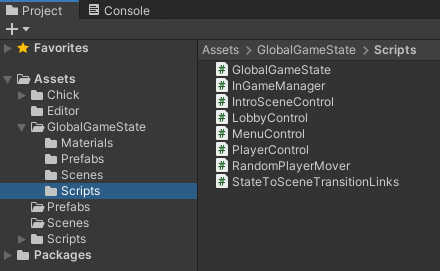 Project
Console
Favorites
Assets
Chick
Editor
GlobalGameState
Materials
Prefabs
Scenes
Scripts
Prefabs
Scenes
Scripts
Packages
Assets > GlobalGameState > Scripts
GlobalGameState
InGameManager
IntroSceneControl
LobbyControl
MenuControl
PlayerControl
RandomPlayerMover
StateToSceneTransitionLinks